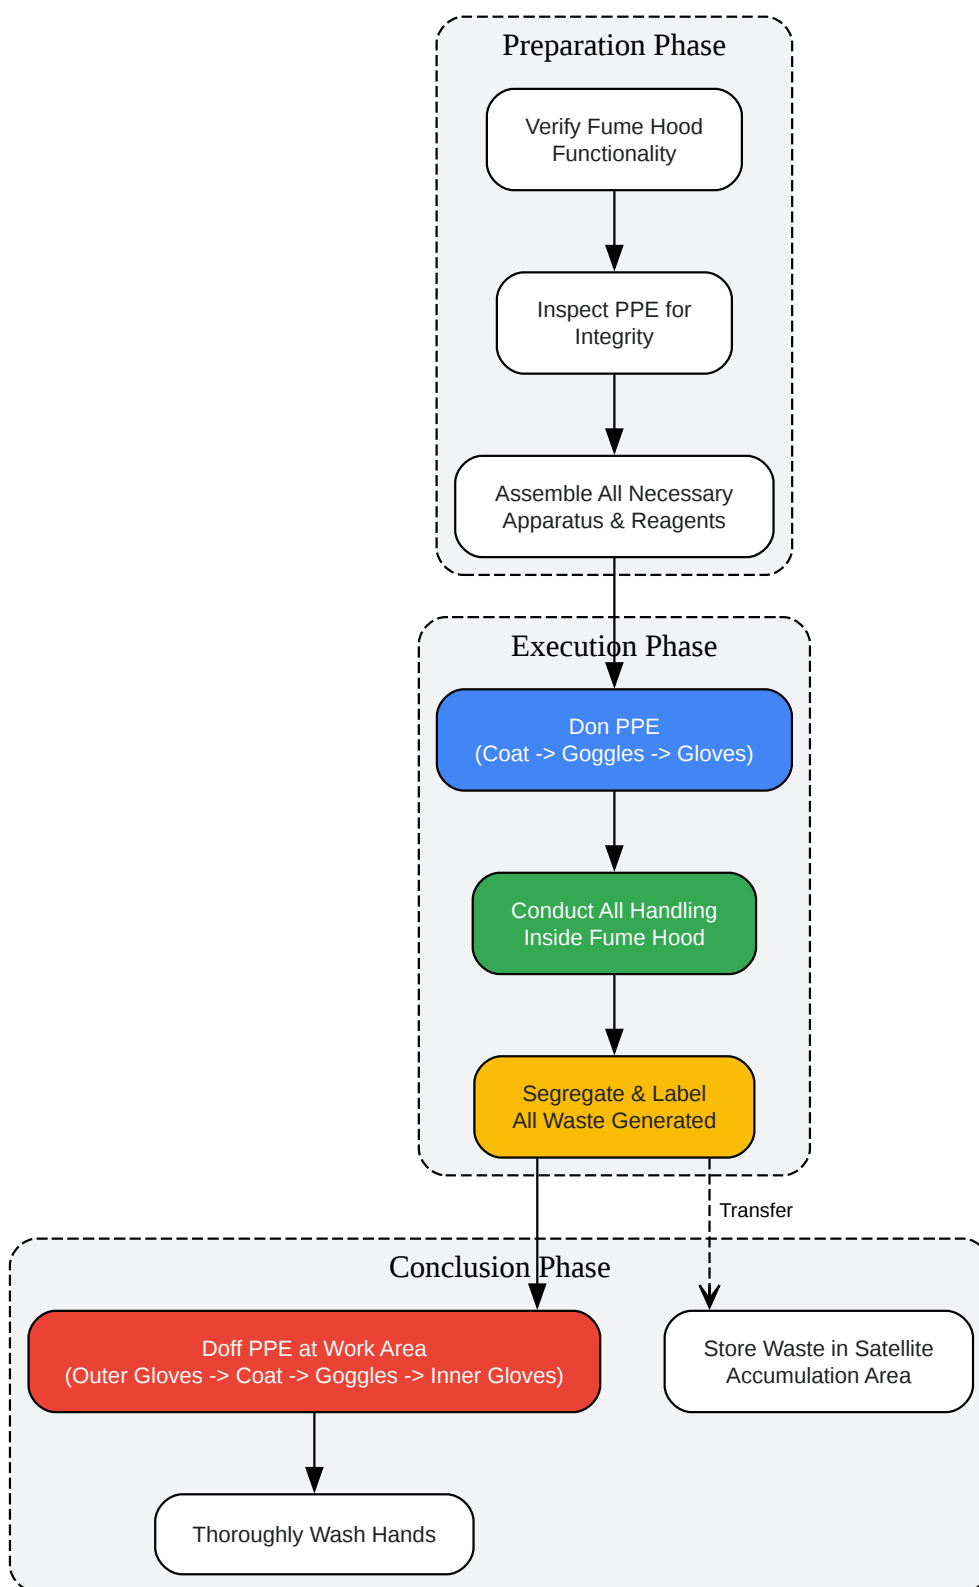 Preparation Phase
Verify Fume Hood
Functionality
Inspect PPE for
Integrity
Assemble All Necessary
Apparatus & Reagents
Execution Phase
Don PPE
(Coat -> Goggles -> Gloves)
Conduct All Handling
Inside Fume Hood
Segregate & Label
All Waste Generated
Transfer
Conclusion Phase
Doff PPE at Work Area
(Outer Gloves -> Coat -> Goggles -> Inner Gloves)
Store Waste in Satellite
Accumulation Area
Thoroughly Wash Hands